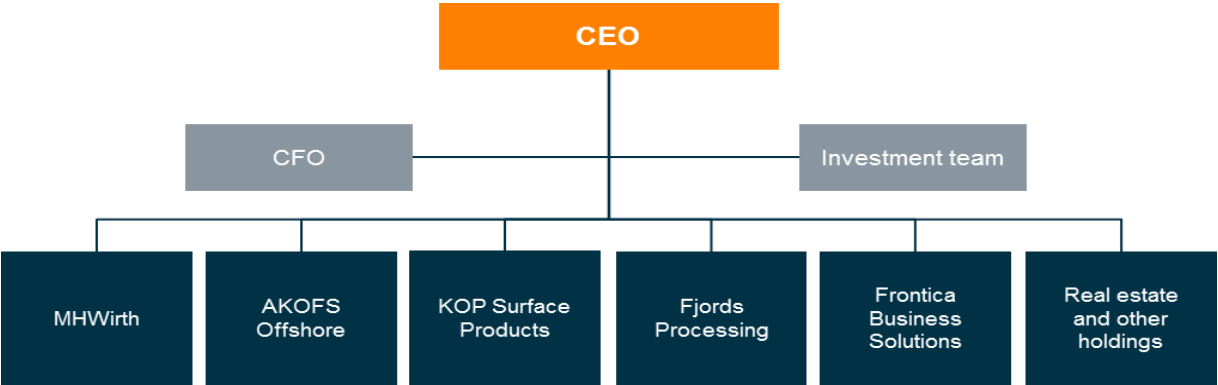 CEO
CFO
Investment team
MHWirth
AKOFS
Offshore
KOP Surface
Products
Fjords
Processing
Frontica
Business
Solutions
Real estate
and other
holdings